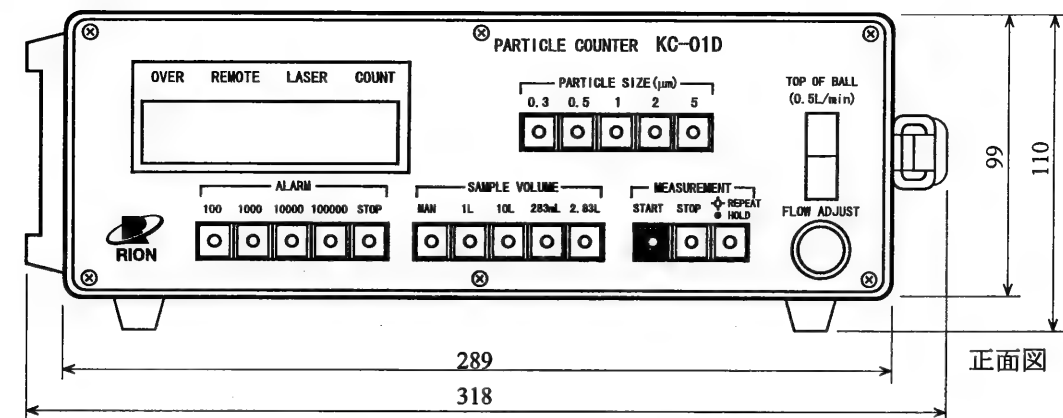 PARTICLE COUNTER KC-01D
OVER REMOTE LASER COUNT
PARTICLE SIZE(μm)
0.3 0.5 1 2 5
TOP OF BALL
(0.5L/min)
ALARM
100 1000 10000 100000 STOP
SAMPLE VOLUME
MAN 1L 10L 283mL 2.83L
MEASUREMENT
START STOP REPEAT
HOLD
FLOW ADJUST
RION
99
110
289
318
正面図